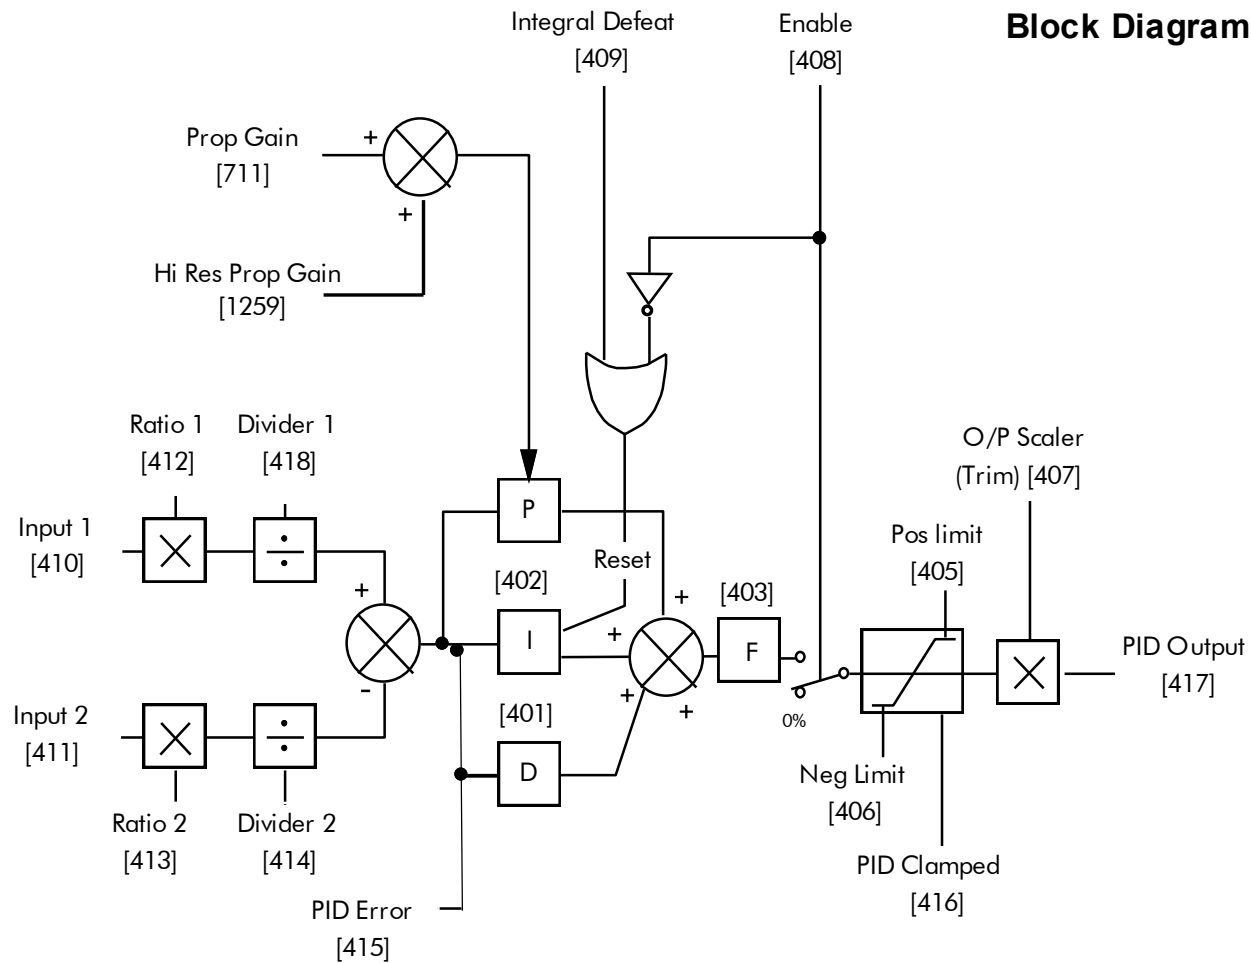 Block Diagram
Integral Defeat
[409]
Enable
[408]
Prop Gain
[711]
+
+
Hi Res Prop Gain
[1259]
Ratio 1
[412]
Divider 1
[418]
O/P Scaler
(Trim) [407]
Input 1
[410]
P
Pos limit
[405]
Reset
[402]
[403]
+
+
I
+
F
PID Output
[417]
-
+
+
[401]
0%
Input 2
[411]
D
Neg Limit
[406]
Ratio 2
[413]
Divider 2
[414]
PID Clamped
[416]
PID Error
[415]